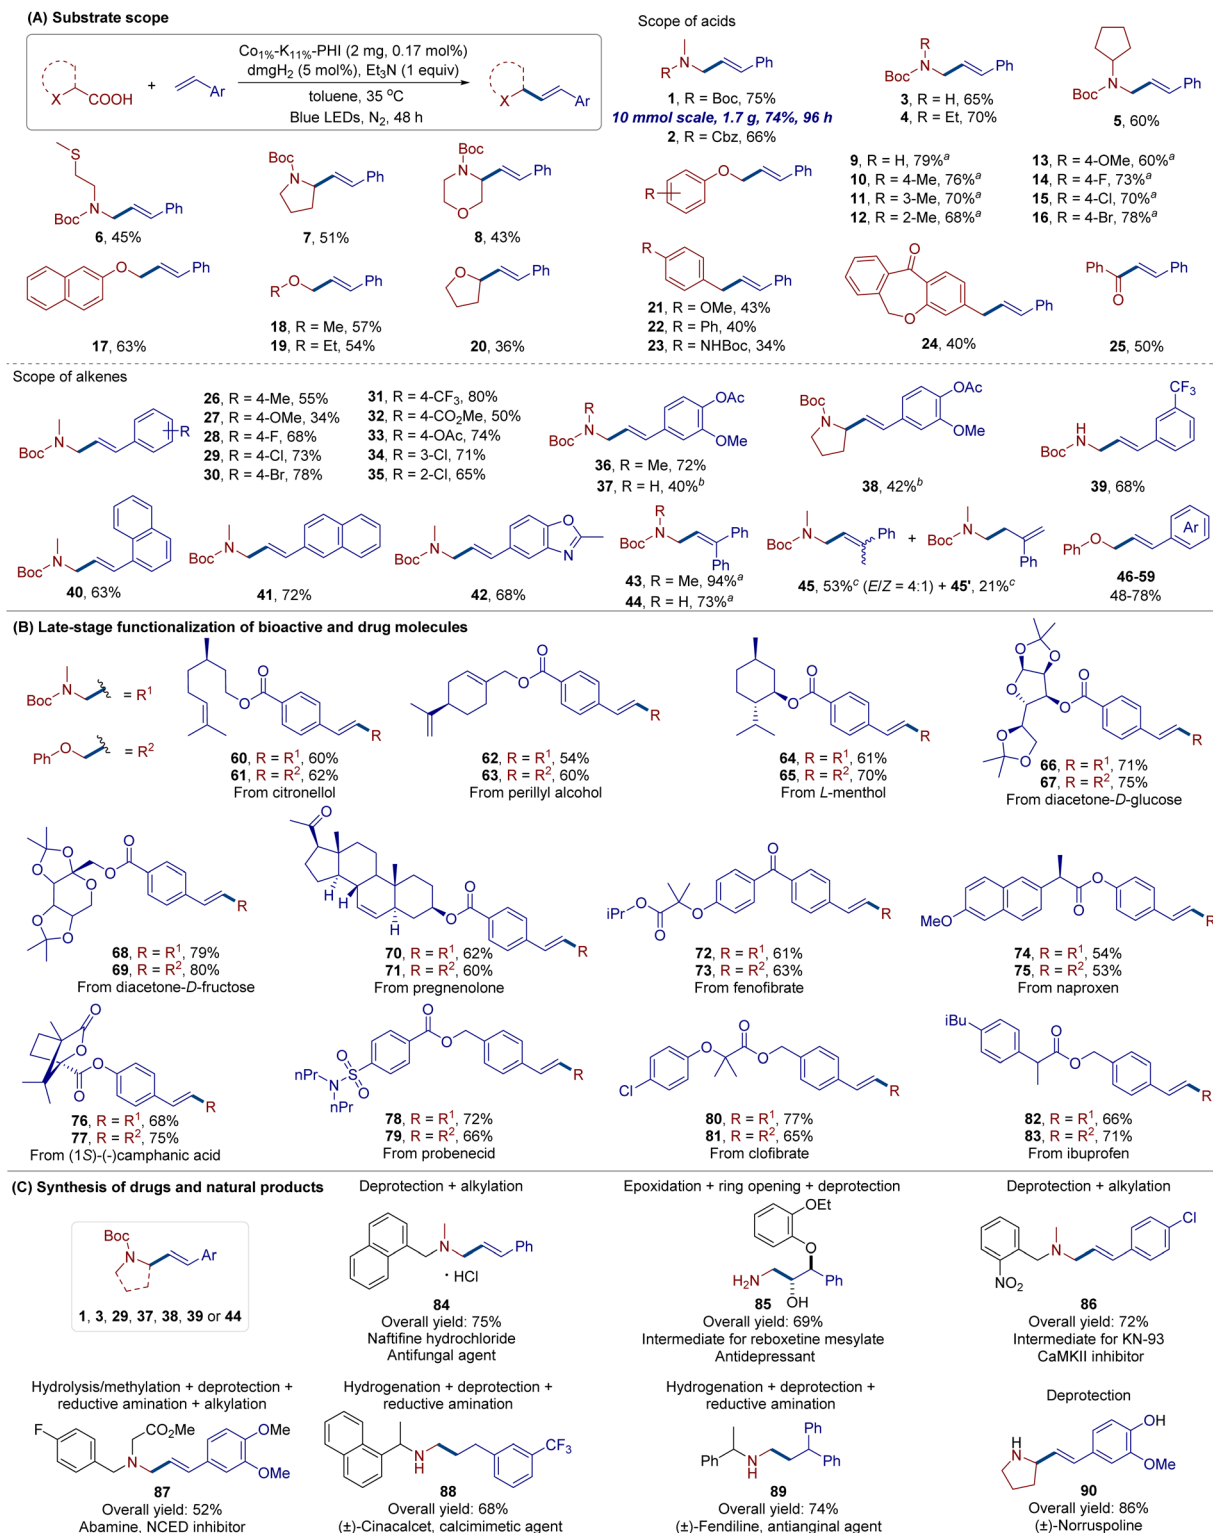 (A) Substrate scope
X
COOH
+
Ar
Co1%-K11%-PHI (2 mg, 0.17 mol%)
dmgH2 (5 mol%), Et3N (1 equiv)
toluene, 35 °C
Blue LEDs, N2, 48 h
X
Ar
Scope of acids
R N Ph
1, R = Boc, 75%
10 mmol scale, 1.7 g, 74%, 96 h
2, R = Cbz, 66%
R
Boc N Ph
3, R = H, 65%
4, R = Et, 70%
Boc N Ph
5, 60%
S
Boc N Ph
6, 45%
Boc
N Ph
7, 51%
Boc
N Ph
O
8, 43%
R O Ph
9, R = H, 79%a
10, R = 4-Me, 76%a
11, R = 3-Me, 70%a
12, R = 2-Me, 68%a
13, R = 4-OMe, 60%a
14, R = 4-F, 73%a
15, R = 4-Cl, 70%a
16, R = 4-Br, 78%a
O Ph
17, 63%
R O Ph
18, R = Me, 57%
19, R = Et, 54%
O Ph
20, 36%
R Ph
21, R = OMe, 43%
22, R = Ph, 40%
23, R = NHBoc, 34%
O
O Ph
24, 40%
Ph Ph
O
25, 50%
Scope of alkenes
Boc N R
26, R = 4-Me, 55%
27, R = 4-OMe, 34%
28, R = 4-F, 68%
29, R = 4-Cl, 73%
30, R = 4-Br, 78%
31, R = 4-CF3, 80%
32, R = 4-CO2Me, 50%
33, R = 4-OAc, 74%
34, R = 3-Cl, 71%
35, R = 2-Cl, 65%
R
Boc N OAc
OMe
36, R = Me, 72%
37, R = H, 40%b
Boc
N OAc
OMe
38, 42%b
CF3
Boc H N
39, 68%
Boc N
40, 63%
Boc N
41, 72%
Boc N O N
42, 68%
R
Boc N Ph
Ph
43, R = Me, 94%a
44, R = H, 73%a
Boc N Ph
+
Boc N
Ph
45, 53%c (E/Z = 4:1) + 45', 21%c
Ph O Ar
46-59
48-78%
(B) Late-stage functionalization of bioactive and drug molecules
Boc N = R1
Ph O = R2
O
O
R
60, R = R1, 60%
61, R = R2, 62%
From citronellol
O
O
R
62, R = R1, 54%
63, R = R2, 60%
From perillyl alcohol
O
O
R
64, R = R1, 61%
65, R = R2, 70%
From L-menthol
O O
O O
O
O O
R
66, R = R1, 71%
67, R = R2, 75%
From diacetone-D-glucose
O O
O O
O O
O
R
68, R = R1, 79%
69, R = R2, 80%
From diacetone-D-fructose
O
H H H
O
O
R
70, R = R1, 62%
71, R = R2, 60%
From pregnenolone
iPrO O
O
O
R
72, R = R1, 61%
73, R = R2, 63%
From fenofibrate
MeO
O
O
R
74, R = R1, 54%
75, R = R2, 53%
From naproxen
O
O
O
O
R
76, R = R1, 68%
77, R = R2, 75%
From (1S)-(-)camphanic acid
nPr N S O O
nPr
O
O
R
78, R = R1, 72%
79, R = R2, 66%
From probenecid
Cl O
O
O
R
80, R = R1, 77%
81, R = R2, 65%
From clofibrate
iBu
O
O
R
82, R = R1, 66%
83, R = R2, 71%
From ibuprofen
(C) Synthesis of drugs and natural products
Boc
N Ar
1, 3, 29, 37, 38, 39 or 44
Deprotection + alkylation
N Ph
· HCl
84
Overall yield: 75%
Naftifine hydrochloride
Antifungal agent
Epoxidation + ring opening + deprotection
OEt
O
H2N Ph
OH
85
Overall yield: 69%
Intermediate for reboxetine mesylate
Antidepressant
Deprotection + alkylation
N Cl
NO2
86
Overall yield: 72%
Intermediate for KN-93
CaMKII inhibitor
Hydrolysis/methylation + deprotection +
reductive amination + alkylation
F CO2Me
N OMe
OMe
87
Overall yield: 52%
Abamine, NCED inhibitor
Hydrogenation + deprotection +
reductive amination
N
H
CF3
88
Overall yield: 68%
(±)-Cinacalcet, calcimimetic agent
Hydrogenation + deprotection +
reductive amination
Ph
Ph N Ph
H
89
Overall yield: 74%
(±)-Fendiline, antianginal agent
Deprotection
H
N OH
OMe
90
Overall yield: 86%
(±)-Norruspoline